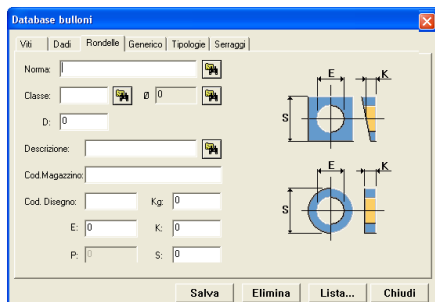 Database bulloni
Viti Dadi Rondelle Generico Tipologie Serraggi
Norma:
Classe: Ø 0
D: 0
Descrizione:
Cod.Magazzino:
Cod. Disegno: Kg: 0
E: 0 K: 0
P: 0 S: 0
E K
S
E K
S
Salva Elimina Lista... Chiudi